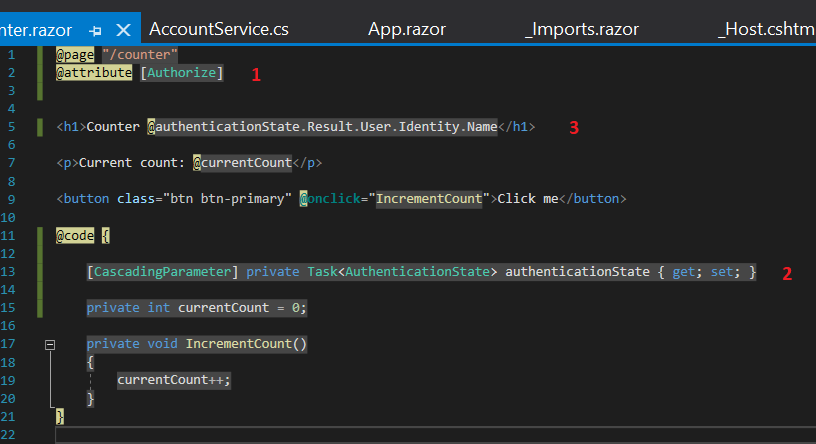 nter.razor AccountService.cs App.razor _Imports.razor _Host.cshtm
1 @page "/counter"
2 @attribute [Authorize] 1
3
4
5 <h1>Counter @authenticationState.Result.User.Identity.Name</h1> 3
6
7 <p>Current count: @currentCount</p>
8
9 <button class="btn btn-primary" @onclick="IncrementCount">Click me</button>
10
11 @code {
12
13 [CascadingParameter] private Task<AuthenticationState> authenticationState { get; set; } 2
14
15 private int currentCount = 0;
16
17 private void IncrementCount()
18 {
19 currentCount++;
20 }
21 }
22